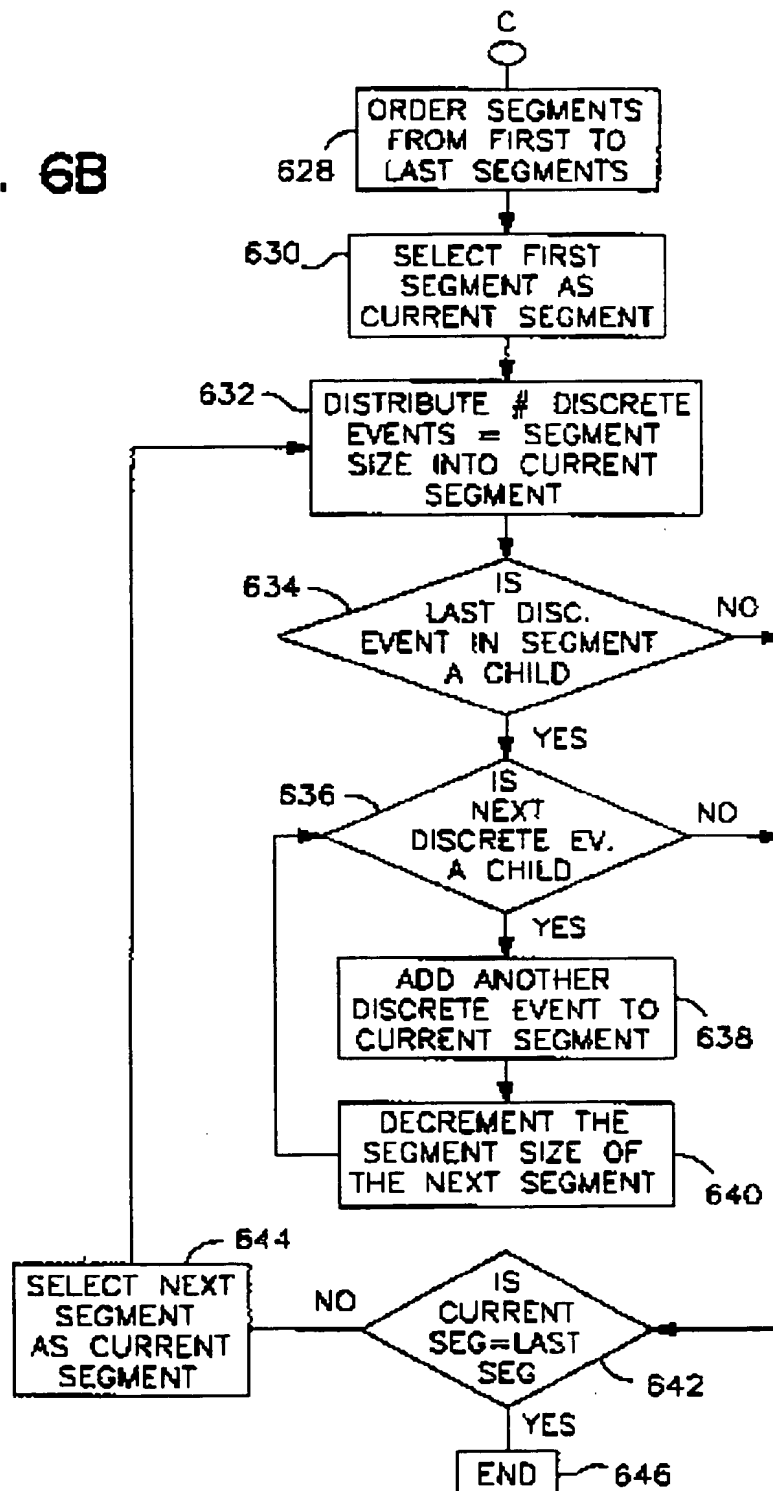 C
. 6B
ORDER SEGMENTS
FROM FIRST TO
LAST SEGMENTS
628
630
SELECT FIRST
SEGMENT AS
CURRENT SEGMENT
632
DISTRIBUTE # DISCRETE
EVENTS = SEGMENT
SIZE INTO CURRENT
SEGMENT
634
IS
LAST DISC.
EVENT IN SEGMENT
A CHILD
NO
YES
636
IS
NEXT
DISCRETE EV.
A CHILD
NO
YES
ADD ANOTHER
DISCRETE EVENT TO
CURRENT SEGMENT
638
DECREMENT THE
SEGMENT SIZE OF
THE NEXT SEGMENT
640
644
SELECT NEXT
SEGMENT
AS CURRENT
SEGMENT
NO
IS
CURRENT
SEG=LAST
SEG
642
YES
END
646